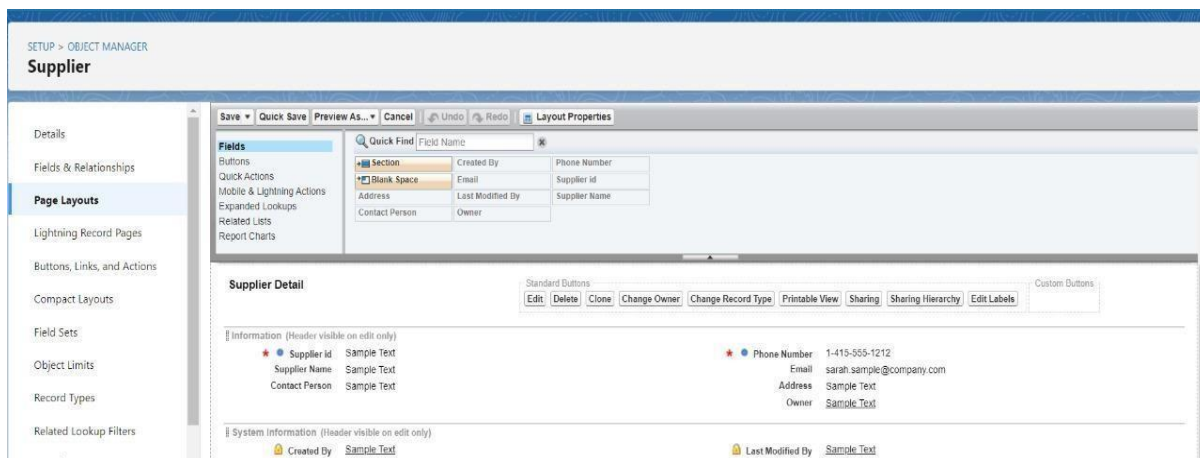 SETUP > OBJECT MANAGER
Supplier
Details
Fields & Relationships
Page Layouts
Lightning Record Pages
Buttons, Links, and Actions
Compact Layouts
Field Sets
Object Limits
Record Types
Related Lookup Filters
Save Quick Save Preview As... Cancel Undo Redo Layout Properties
Fields
Buttons
Quick Actions
Mobile & Lightning Actions
Expanded Lookups
Related Lists
Report Charts
Quick Find Field Name
Section Created By Phone Number
Blank Space Email Supplier id
Address Last Modified By Supplier Name
Contact Person Owner
Supplier Detail
Standard Buttons
Edit Delete Clone Change Owner Change Record Type Printable View Sharing Sharing Hierarchy Edit Labels
Custom Buttons
Information (Header visible on edit only)
Supplier id Sample Text
Supplier Name Sample Text
Contact Person Sample Text
Phone Number 1-415-555-1212
Email sarah.sample@company.com
Address Sample Text
Owner Sample Text
System Information (Header visible on edit only)
Created By Sample Text
Last Modified By Sample Text